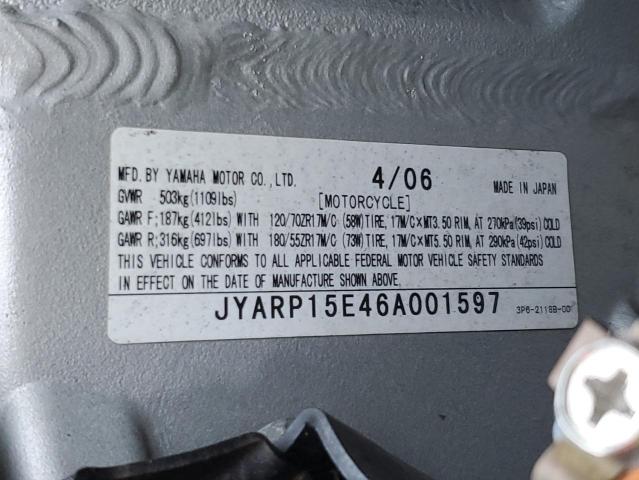 MFD. BY YAMAHA MOTOR CO., LTD. 4/06 MADE IN JAPAN
GVWR 503kg(1109lbs) [MOTORCYCLE]
GAWR F;187kg(412lbs) WITH 120/70ZR17M/C (58W)TIRE, 17M/C×MT3.50 RIM, AT 270kPa(39psi)COLD
GAWR R;316kg(697lbs) WITH 180/55ZR17M/C (73W)TIRE, 17M/C×MT5.50 RIM, AT 290kPa(42psi)COLD
THIS VEHICLE CONFORMS TO ALL APPLICABLE FEDERAL MOTOR VEHICLE SAFETY STANDARDS
IN EFFECT ON THE DAY OF MANUFACTURE SHOWN ABOVE.
JYARP15E46A001597 3P6-2118B-00